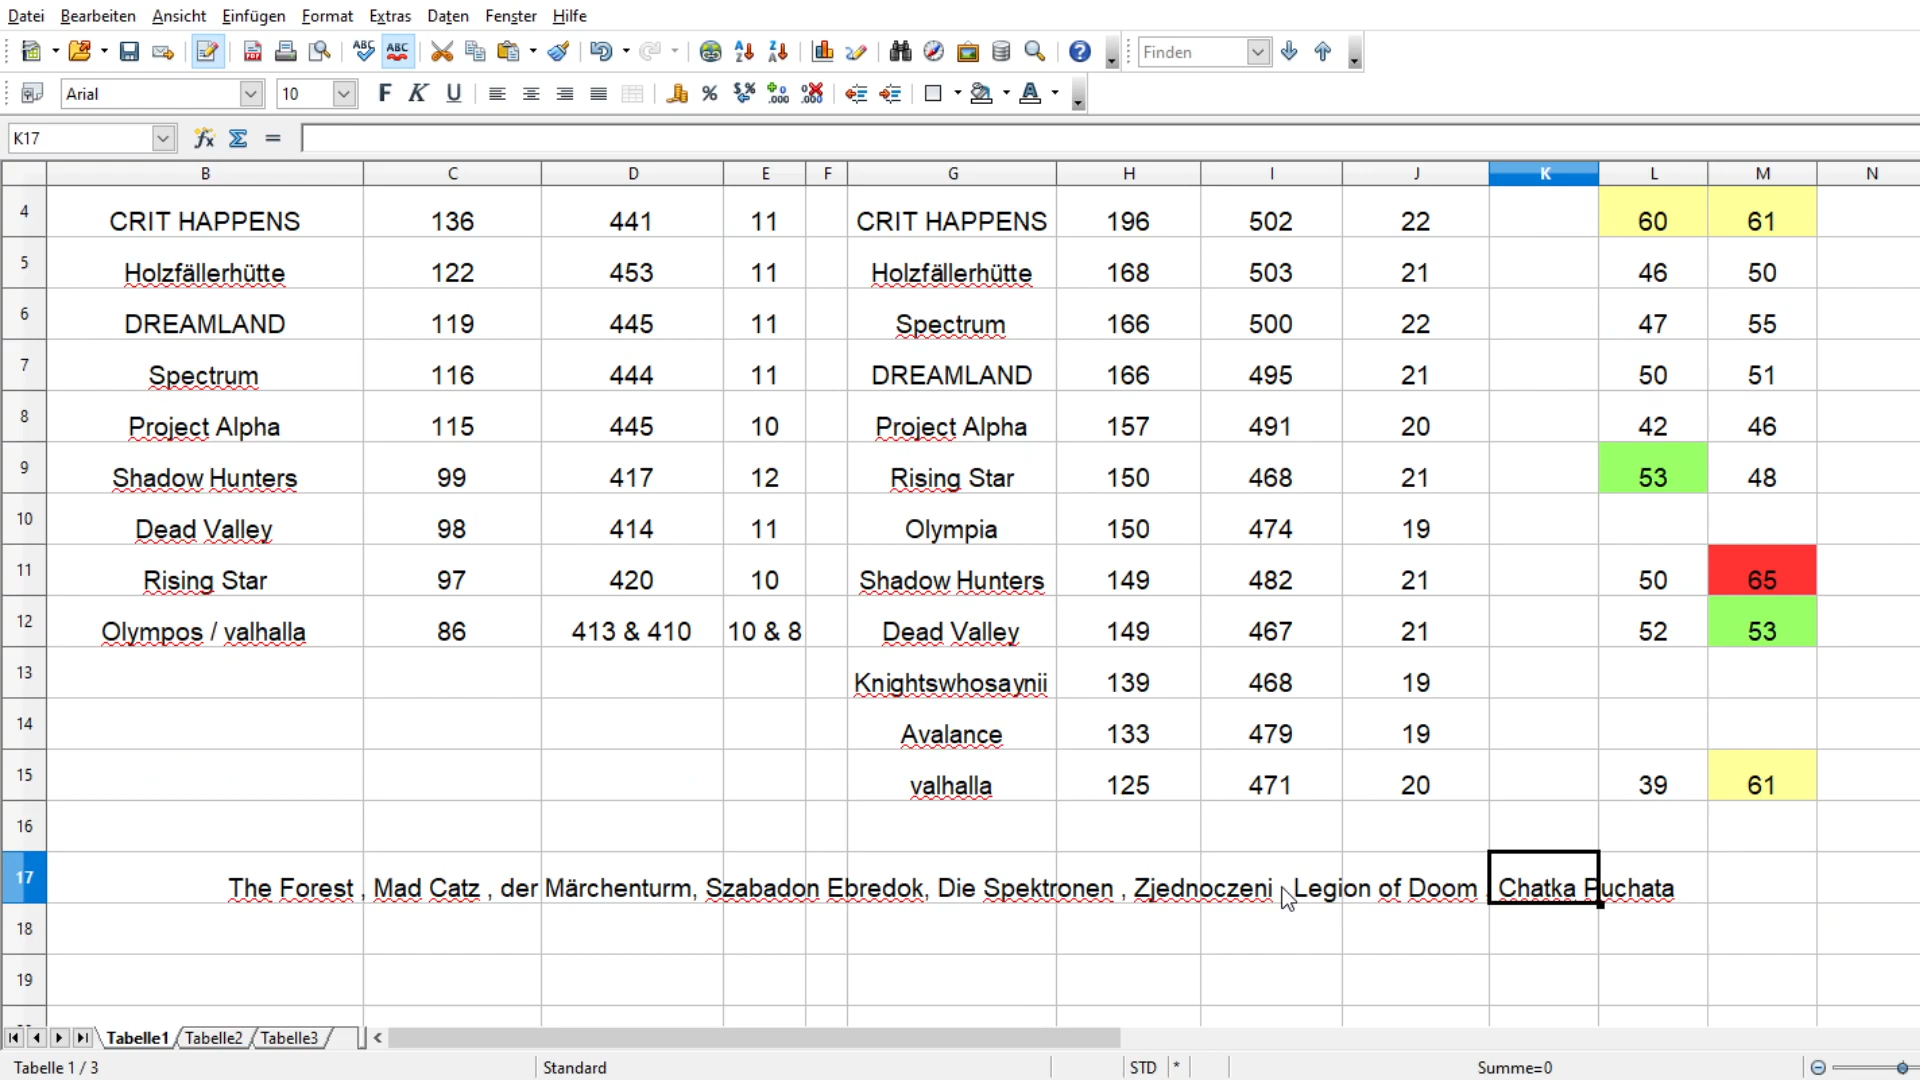 Datei Bearbeiten Ansicht Einfügen Format Extras Daten Fenster Hilfe
ABC ABC Finden
Arial 10 F K U
K17
B C D E F G H I J K L M N
4 CRIT HAPPENS 136 441 11 CRIT HAPPENS 196 502 22 60 61
5 Holzfällerhütte 122 453 11 Holzfällerhütte 168 503 21 46 50
6 DREAMLAND 119 445 11 Spectrum 166 500 22 47 55
7 Spectrum 116 444 11 DREAMLAND 166 495 21 50 51
8 Project Alpha 115 445 10 Project Alpha 157 491 20 42 46
9 Shadow Hunters 99 417 12 Rising Star 150 468 21 53 48
10 Dead Valley 98 414 11 Olympia 150 474 19
11 Rising Star 97 420 10 Shadow Hunters 149 482 21 50 65
12 Olympos / valhalla 86 413 & 410 10 & 8 Dead Valley 149 467 21 52 53
13 Knightswhosaynii 139 468 19
14 Avalance 133 479 19
15 valhalla 125 471 20 39 61
16
17 The Forest , Mad Catz , der Märchenturm, Szabadon Ebredok, Die Spektronen , Zjednoczeni , Legion of Doom , Chatka Puchata
18
19
Tabelle1 Tabelle2 Tabelle3
Tabelle 1 / 3 Standard STD * Summe=0